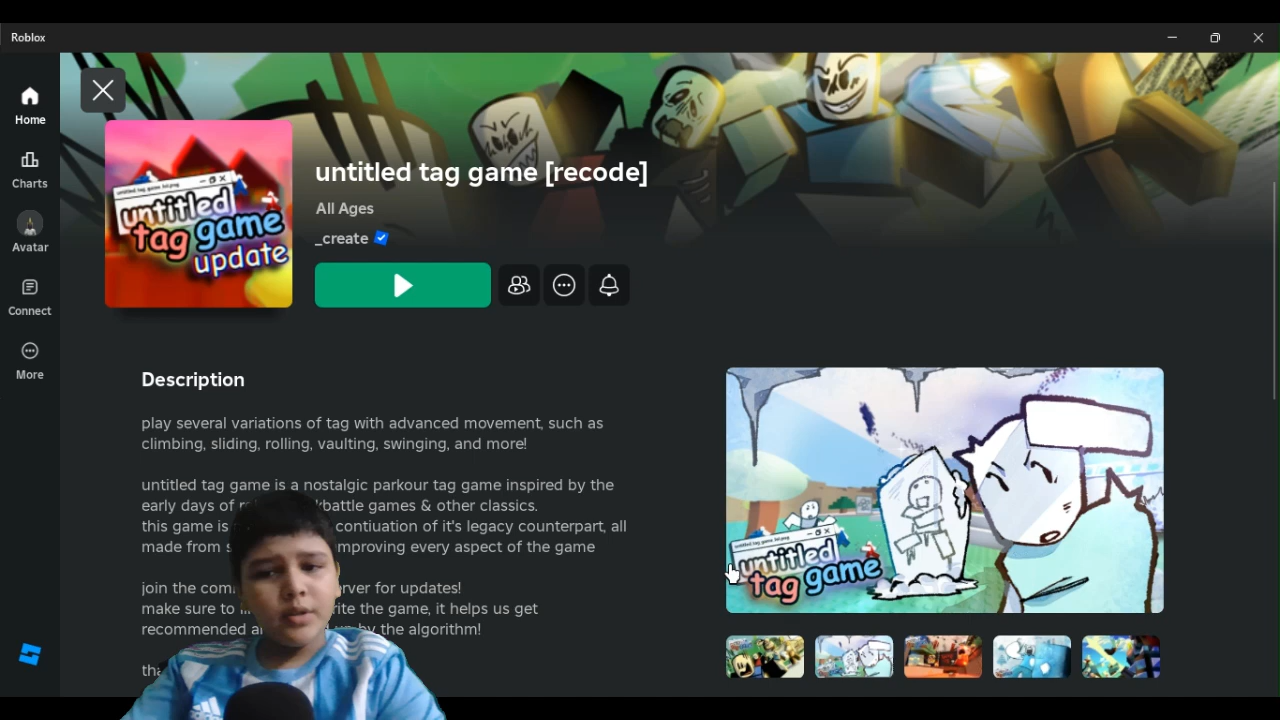 Roblox
Home
Charts
Avatar
Connect
More
untitled tag game
update
untitled tag game [recode]
All Ages
_create
Description
play several variations of tag with advanced movement, such as
climbing, sliding, rolling, vaulting, swinging, and more!
untitled tag game is a nostalgic parkour tag game inspired by the
early days of battle games & other classics.
this game is contiuation of it's legacy counterpart, all
made from improving every aspect of the game
join the for updates!
make sure to the game, it helps us get
recommended by the algorithm!
untitled
tag game